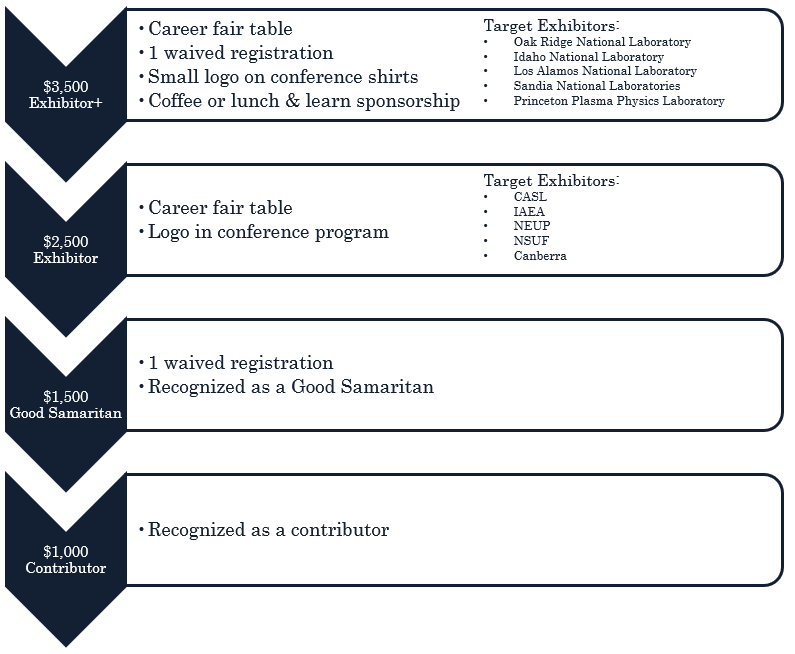 $3,500
Exhibitor+
• Career fair table
• 1 waived registration
• Small logo on conference shirts
• Coffee or lunch & learn sponsorship
Target Exhibitors:
• Oak Ridge National Laboratory
• Idaho National Laboratory
• Los Alamos National Laboratory
• Sandia National Laboratories
• Princeton Plasma Physics Laboratory
$2,500
Exhibitor
• Career fair table
• Logo in conference program
Target Exhibitors:
• CASL
• IAEA
• NEUP
• NSUF
• Canberra
$1,500
Good Samaritan
• 1 waived registration
• Recognized as a Good Samaritan
$1,000
Contributor
• Recognized as a contributor